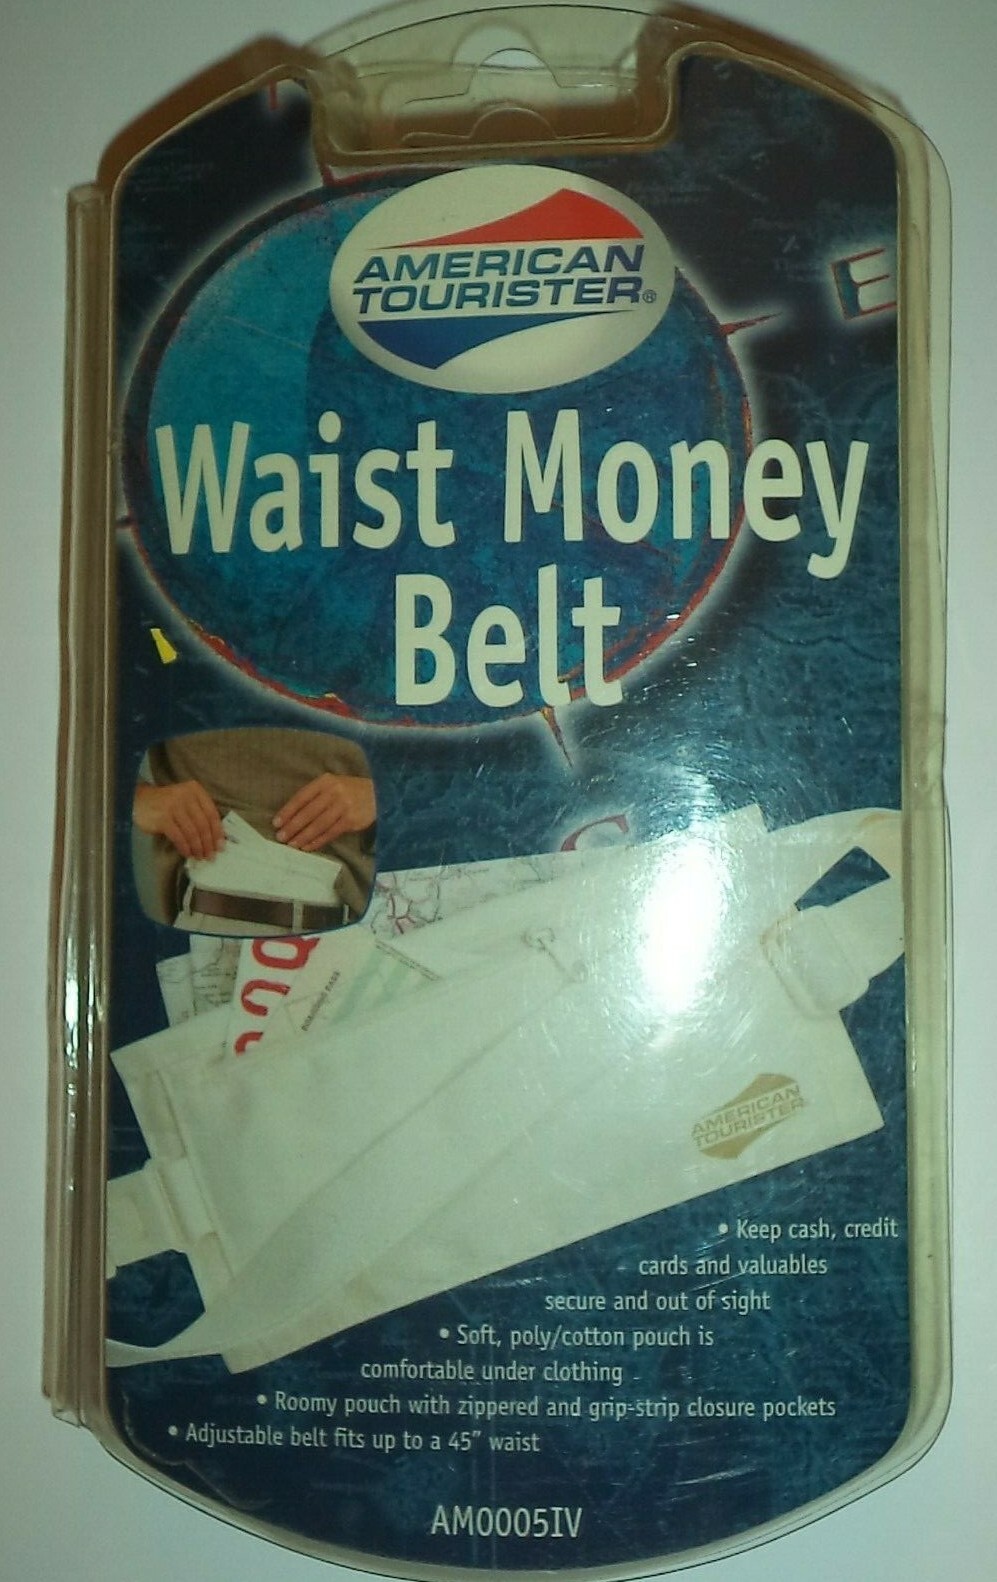 AMERICAN
TOURISTER®
E
Waist Money
Belt
S
BOARDING PASS
AMERICAN
TOURISTER
• Keep cash, credit
cards and valuables
secure and out of sight
• Soft, poly/cotton pouch is
comfortable under clothing
• Roomy pouch with zippered and grip-strip closure pockets
• Adjustable belt fits up to a 45" waist
AM0005IV